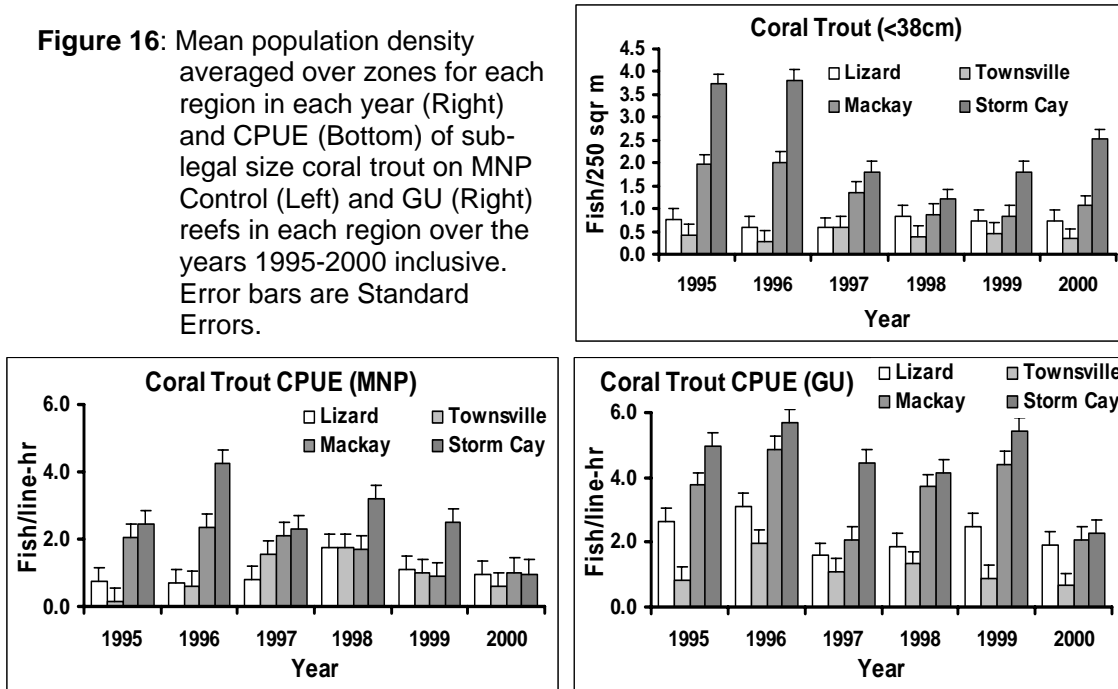 Figure 16: Mean population density
averaged over zones for each
region in each year (Right)
and CPUE (Bottom) of sub-
legal size coral trout on MNP
Control (Left) and GU (Right)
reefs in each region over the
years 1995-2000 inclusive.
Error bars are Standard
Errors.
Coral Trout (<38cm)
Lizard Townsville
Mackay Storm Cay
Fish/250 sqr m
4.5
4.0
3.5
3.0
2.5
2.0
1.5
1.0
0.5
0.0
1995 1996 1997 1998 1999 2000
Year
Coral Trout CPUE (MNP)
Lizard Townsville
Mackay Storm Cay
Fish/line-hr
6.0
4.0
2.0
0.0
1995 1996 1997 1998 1999 2000
Year
Coral Trout CPUE (GU)
Lizard Townsville
Mackay Storm Cay
Fish/line-hr
6.0
4.0
2.0
0.0
1995 1996 1997 1998 1999 2000
Year